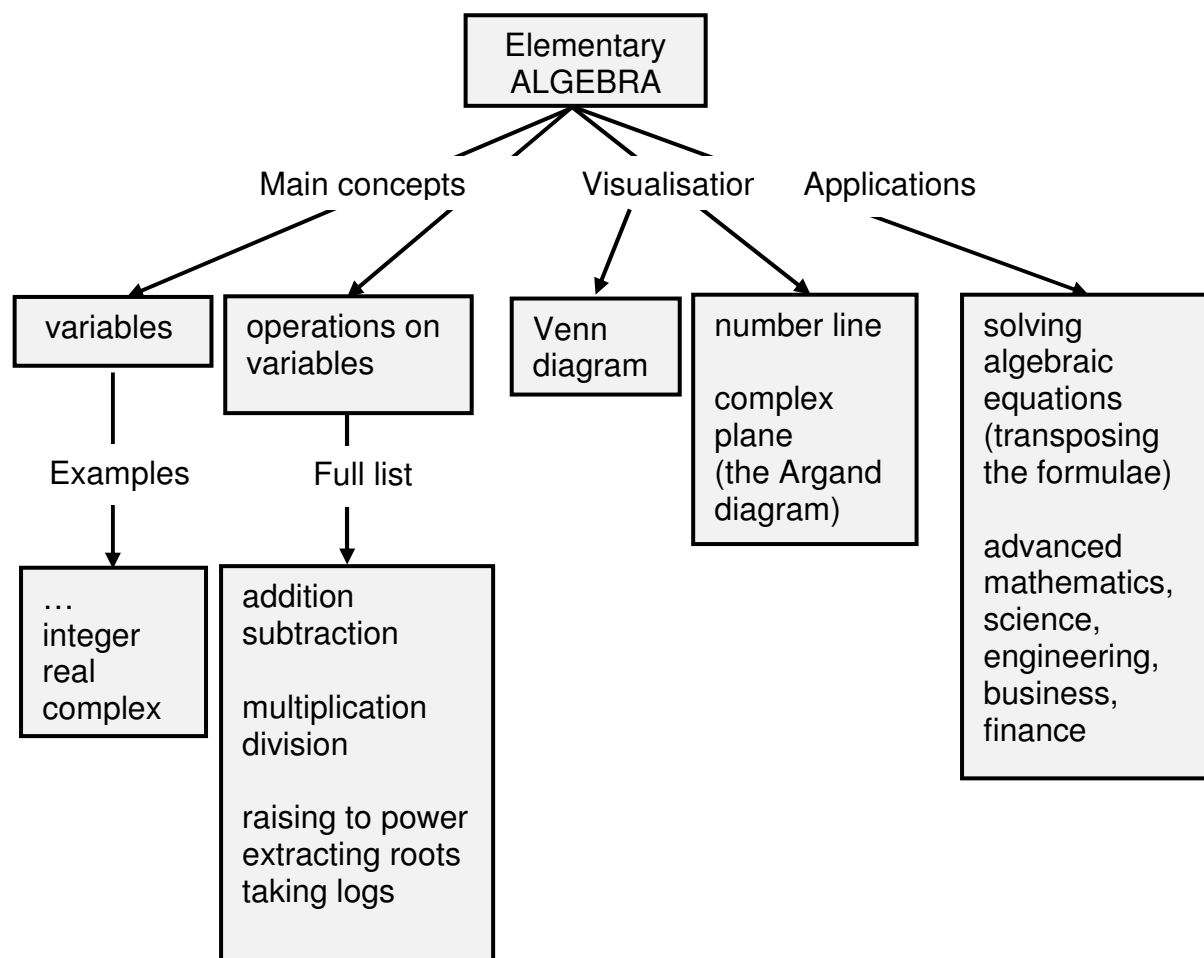 Elementary
ALGEBRA
Main concepts
Visualisatior
Applications
variables
operations on
variables
Venn
diagram
number line
complex
plane
(the Argand
diagram)
solving
algebraic
equations
(transposing
the formulae)
advanced
mathematics,
science,
engineering,
business,
finance
Examples
Full list
…
integer
real
complex
addition
subtraction
multiplication
division
raising to power
extracting roots
taking logs